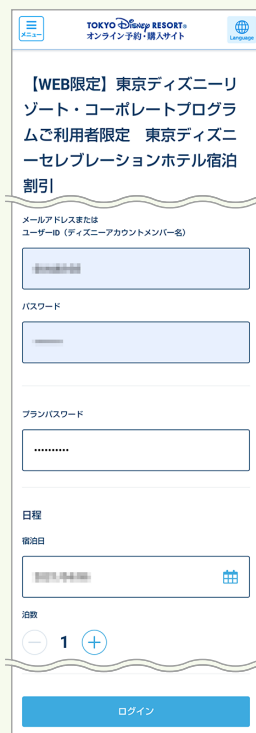 TOKYO Disney RESORT®
オンライン予約・購入サイト
メニュー
Language
【WEB限定】東京ディズニーリ
ゾート・コーポレートプログラ
ムご利用者限定　東京ディズニ
ーセレブレーションホテル宿泊
割引
メールアドレスまたは
ユーザーID（ディズニーアカウントメンバー名）
パスワード
プランパスワード
••••••••••
日程
宿泊日
泊数
1
ログイン